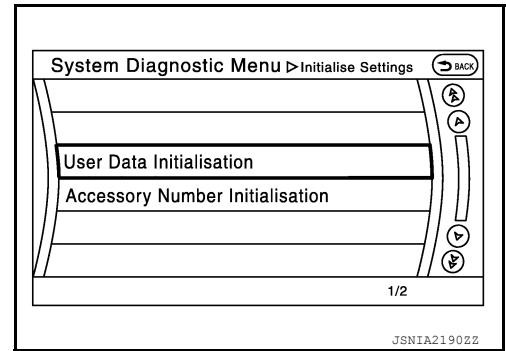 System Diagnostic Menu ▷Initialise Settings BACK
User Data Initialisation
Accessory Number Initialisation
1/2
JSNIA2190ZZ